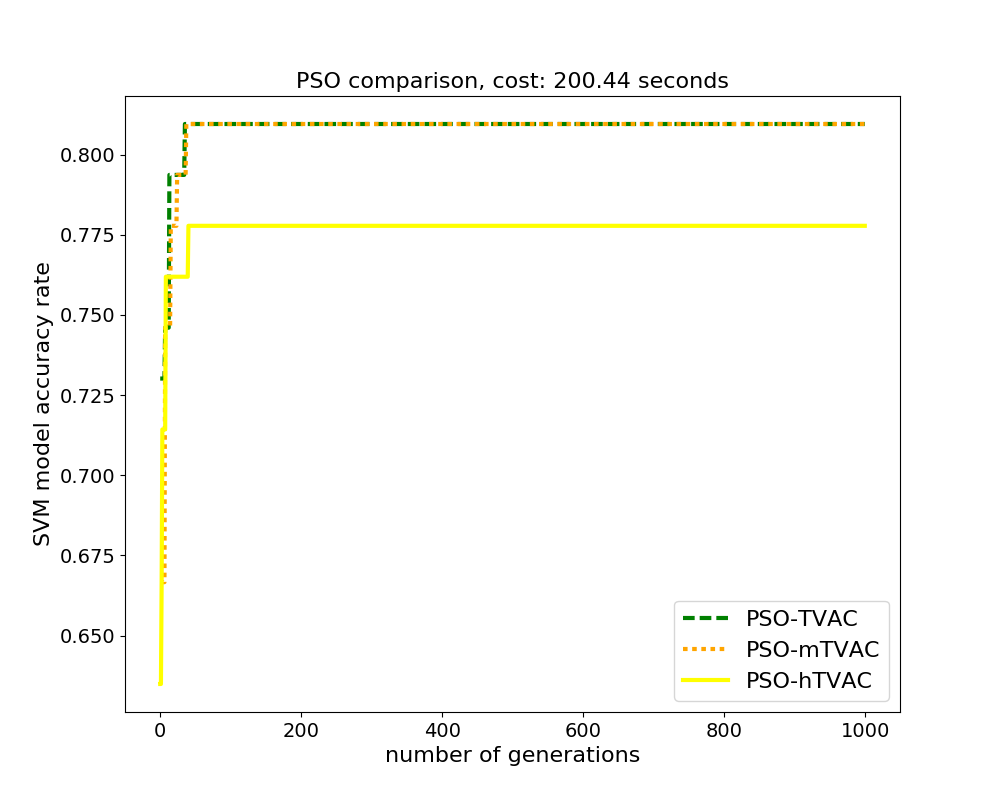 PSO comparison, cost: 200.44 seconds
SVM model accuracy rate
0.800
0.775
0.750
0.725
0.700
0.675
0.650
0 200 400 600 800 1000
number of generations
PSO-TVAC
PSO-mTVAC
PSO-hTVAC